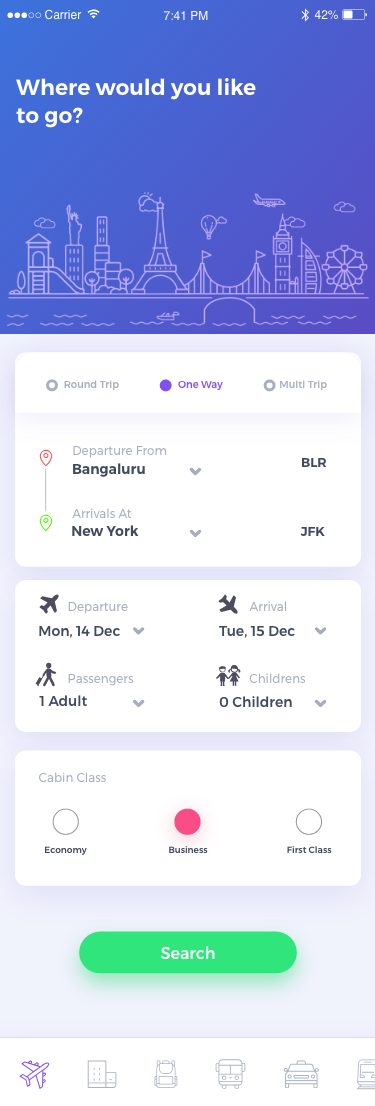 Carrier 7:41 PM 42%
Where would you like
to go?
Round Trip One Way Multi Trip
Departure From
Bangaluru BLR
Arrivals At
New York JFK
Departure Arrival
Mon, 14 Dec Tue, 15 Dec
Passengers Childrens
1 Adult 0 Children
Cabin Class
Economy Business First Class
Search